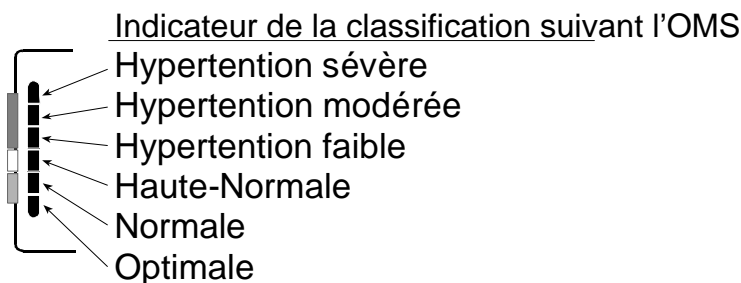 Indicateur de la classification suivant l’OMS
Hypertention sévère
Hypertention modérée
Hypertention faible
Haute-Normale
Normale
Optimale